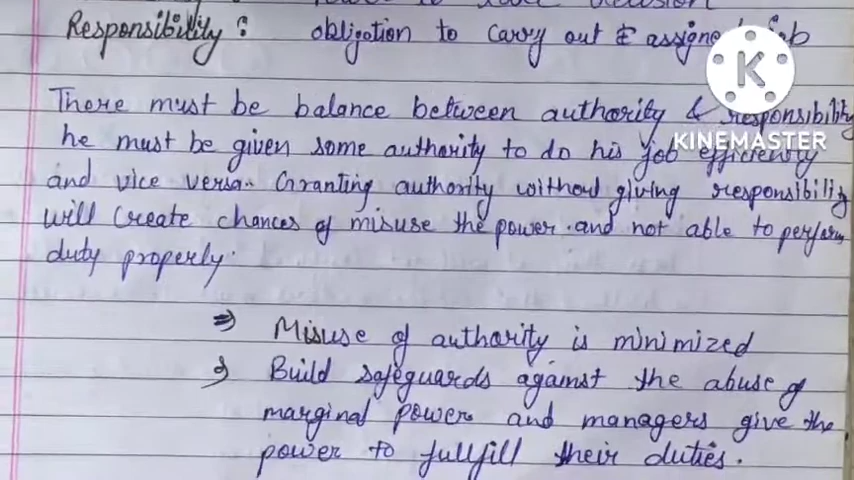 decision
Responsibility : obligation to carry out & assigned job
There must be balance between authority & responsibility
he must be given some authority to do his job efficiency
and vice versa.. Granting authority without giving responsibility
will create chances of misuse the power. and not able to perform
duty properly.
⇒ Misuse of authority is minimized
⇒ Build safeguards against the abuse of
marginal power and managers give the
power to fullfill their duties.
K
KINEMASTER